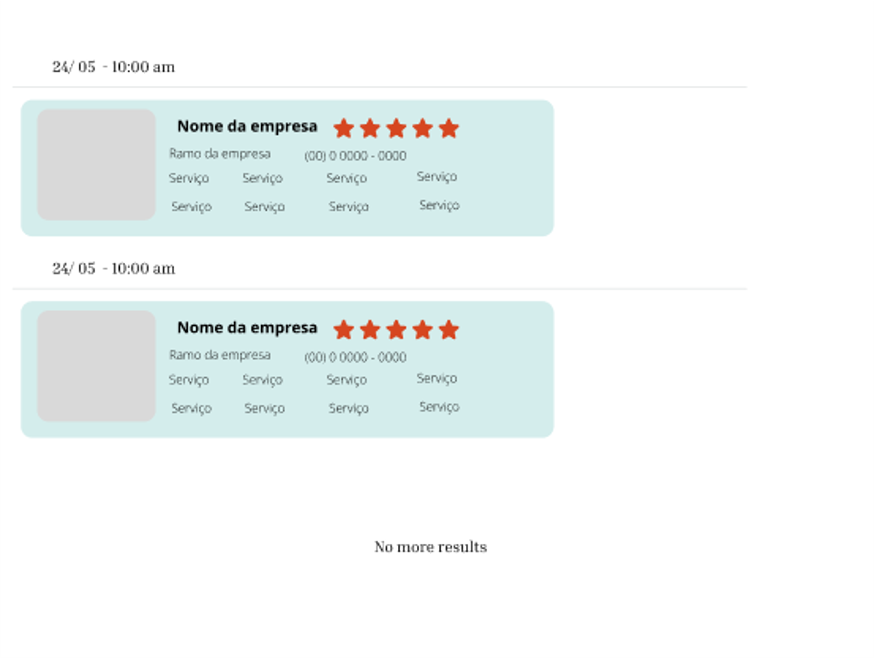 24/ 05 - 10:00 am
Nome da empresa
Ramo da empresa (00) 0 0000 - 0000
Serviço Serviço Serviço Serviço
Serviço Serviço Serviço Serviço
24/ 05 - 10:00 am
Nome da empresa
Ramo da empresa (00) 0 0000 - 0000
Serviço Serviço Serviço Serviço
Serviço Serviço Serviço Serviço
No more results